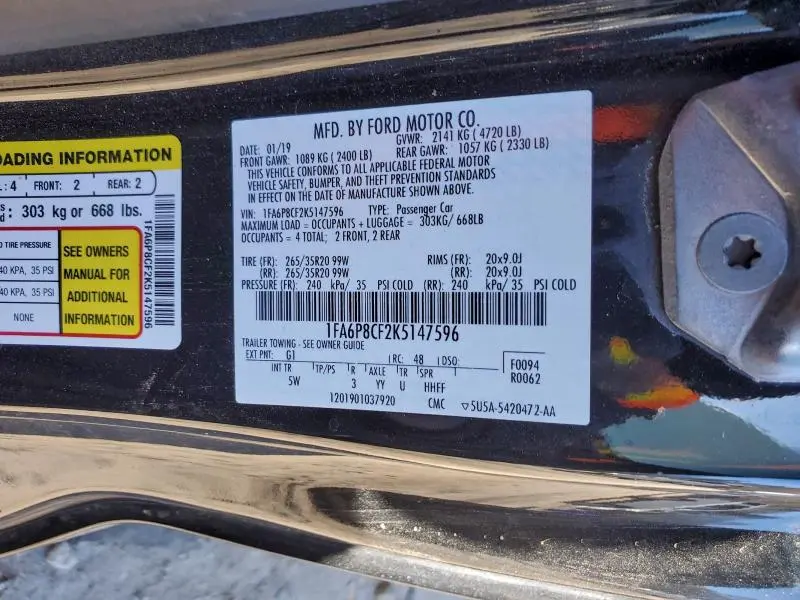 OADING INFORMATION
: 4 FRONT: 2 REAR: 2
: 303 kg or 668 lbs.
TIRE PRESSURE
40 KPA, 35 PSI
40 KPA, 35 PSI
NONE
SEE OWNERS
MANUAL FOR
ADDITIONAL
INFORMATION
1FA6P8CF2K5147596
MFD. BY FORD MOTOR CO.
DATE: 01/19 GVWR: 2141 KG ( 4720 LB)
FRONT GAWR: 1089 KG ( 2400 LB) REAR GAWR: 1057 KG ( 2330 LB)
THIS VEHICLE CONFORMS TO ALL APPLICABLE FEDERAL MOTOR
VEHICLE SAFETY, BUMPER, AND THEFT PREVENTION STANDARDS
IN EFFECT ON THE DATE OF MANUFACTURE SHOWN ABOVE.
VIN: 1FA6P8CF2K5147596 TYPE: Passenger Car
MAXIMUM LOAD = OCCUPANTS + LUGGAGE = 303KG/ 668LB
OCCUPANTS = 4 TOTAL; 2 FRONT, 2 REAR
TIRE (FR): 265/35R20 99W RIMS (FR): 20x9.0J
(RR): 265/35R20 99W (RR): 20x9.0J
PRESSURE (FR): 240 kPa/ 35 PSI COLD (RR): 240 kPa/ 35 PSI COLD
1FA6P8CF2K5147596
TRAILER TOWING - SEE OWNER GUIDE
EXT PNT: G1 RC: 48 DSO:
INT TR TP/PS R AXLE TR SPR
5W 3 YY U HHFF
F0094
R0062
1201901037920 CMC ▽5U5A-5420472-AA